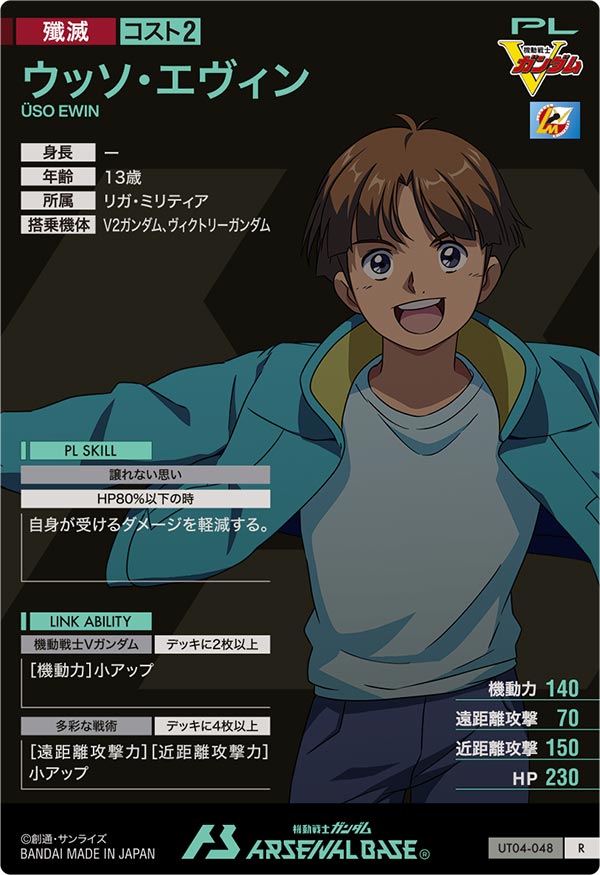 殲滅 コスト2
PL
機動戦士
Vガンダム
ウッソ・エヴィン
ÜSO EWIN
LM
身長 ー
年齢 13歳
所属 リガ・ミリティア
搭乗機体 V2ガンダム、ヴィクトリーガンダム
PL SKILL
譲れない思い
HP80%以下の時
自身が受けるダメージを軽減する。
LINK ABILITY
機動戦士Vガンダム デッキに2枚以上
[機動力]小アップ
多彩な戦術 デッキに4枚以上
[遠距離攻撃力][近距離攻撃力]
小アップ
機動力 140
遠距離攻撃 70
近距離攻撃 150
HP 230
©創通・サンライズ
BANDAI MADE IN JAPAN
機動戦士ガンダム
AB ARSENAL BASE®
UT04-048 R